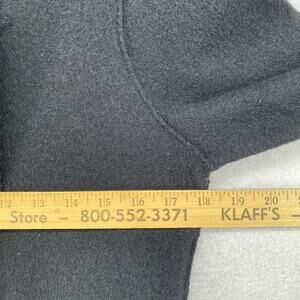 12 13 14 15 16 17 18 19 20
Store – 800-552-3371 KLAFF'S –